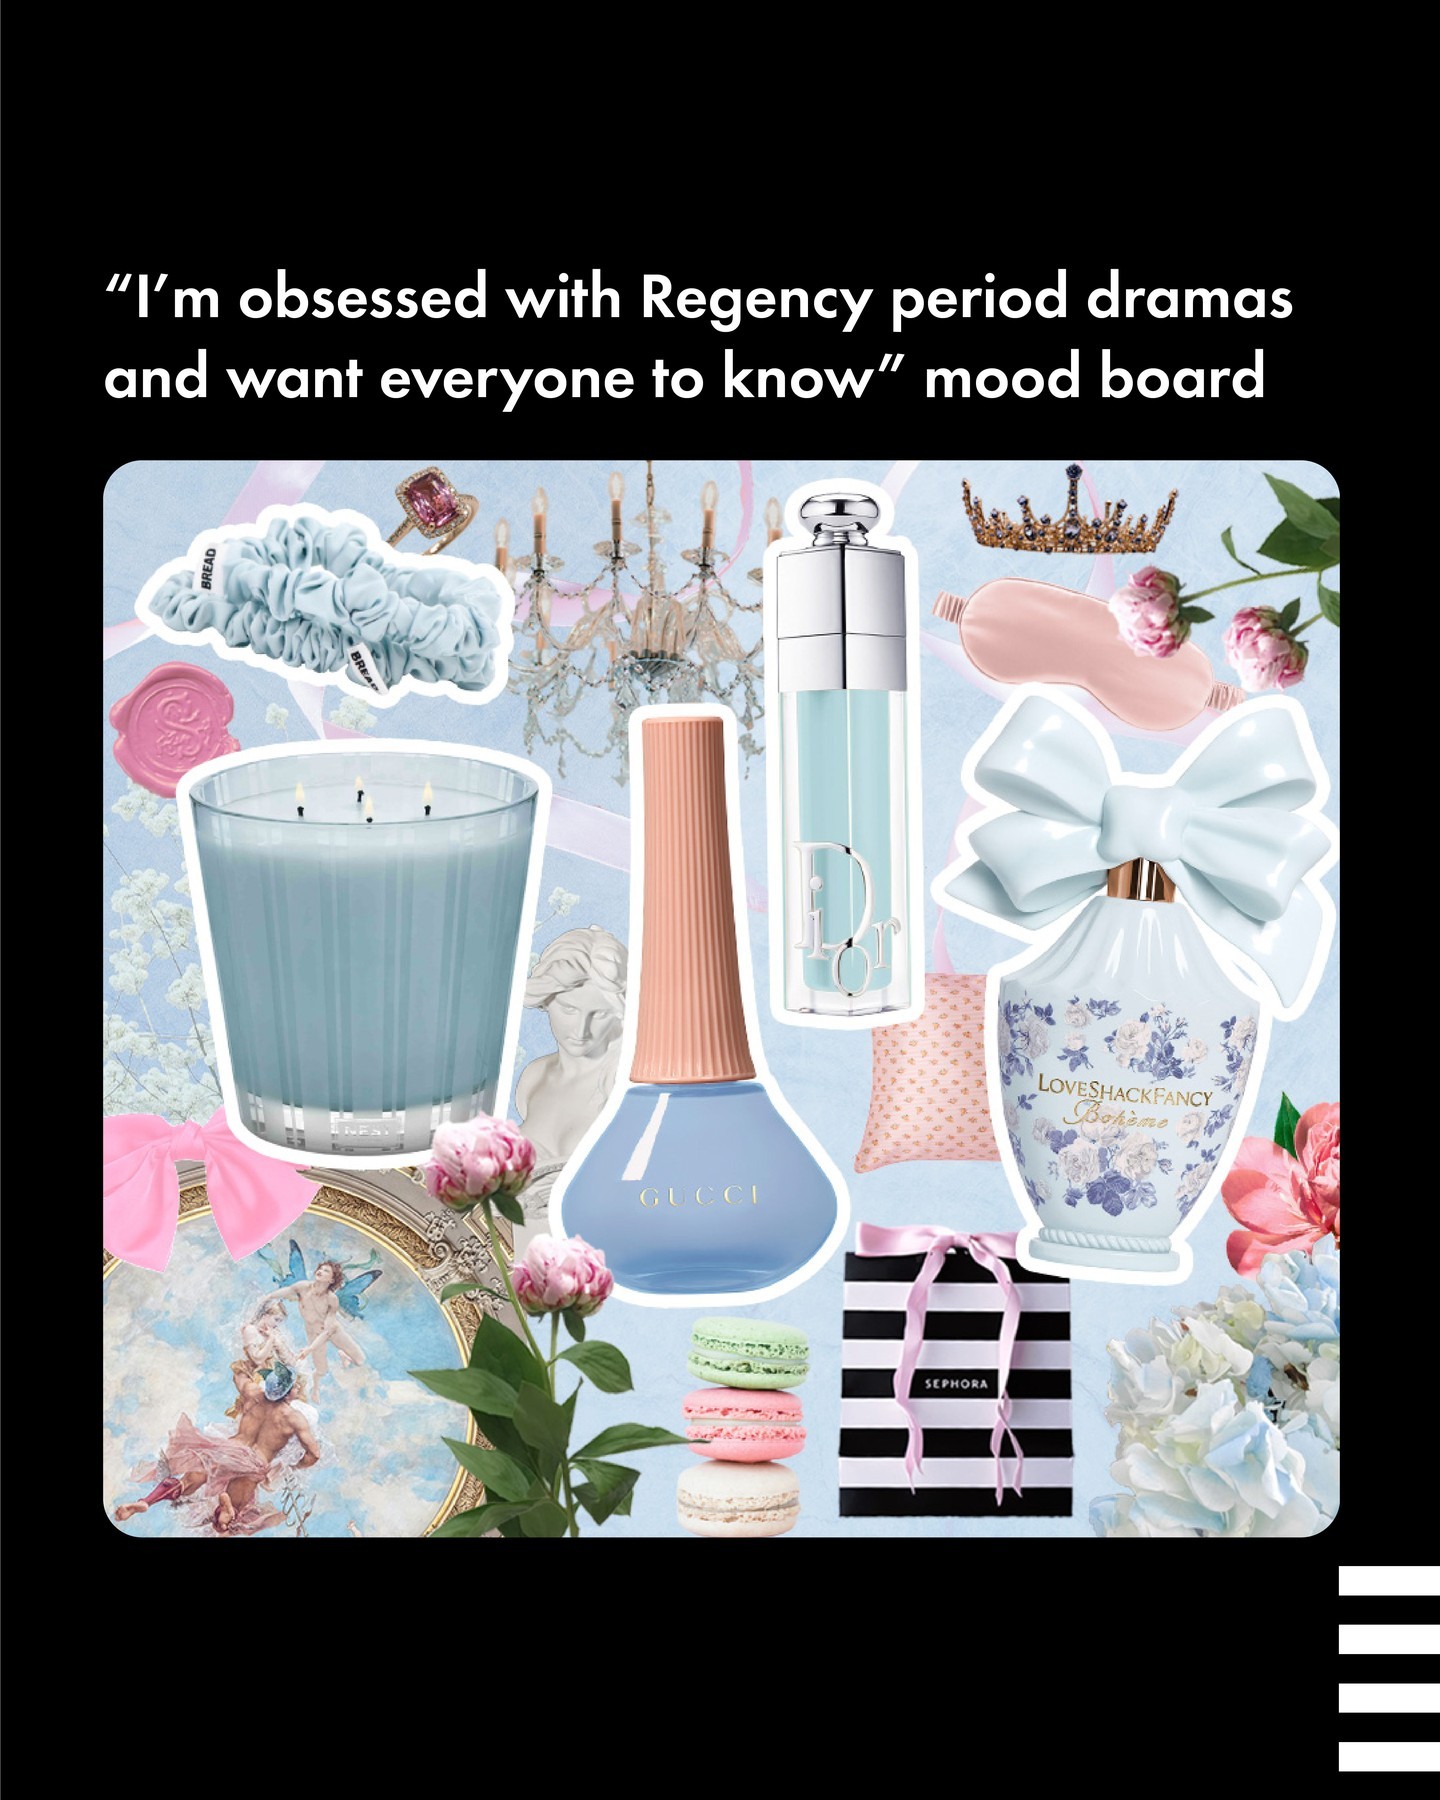 “I’m obsessed with Regency period dramas
and want everyone to know” mood board
BREAD
BREAD
Dior
LOVESHACKFANCY
Bohème
NEST
GUCCI
SEPHORA